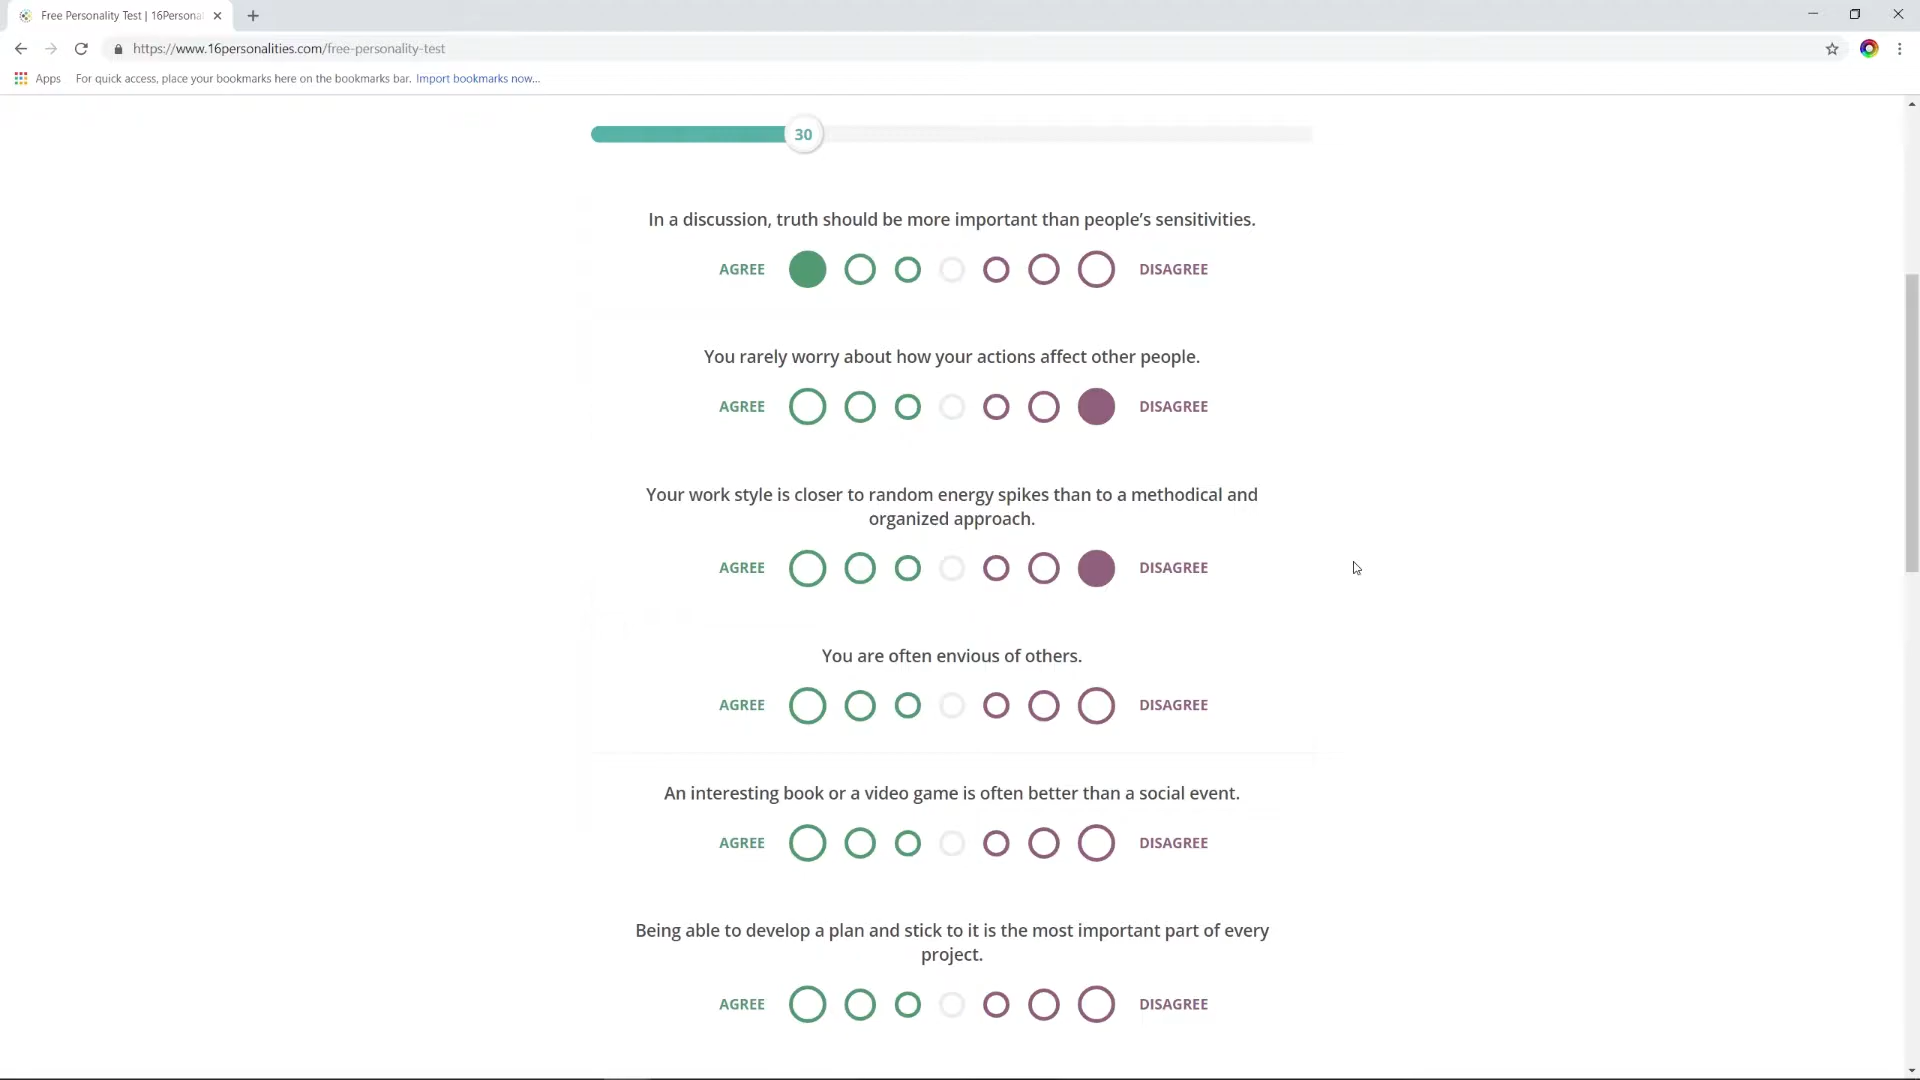 Free Personality Test | 16Persona
https://www.16personalities.com/free-personality-test
Apps For quick access, place your bookmarks here on the bookmarks bar. Import bookmarks now...
30
In a discussion, truth should be more important than people’s sensitivities.
AGREE DISAGREE
You rarely worry about how your actions affect other people.
AGREE DISAGREE
Your work style is closer to random energy spikes than to a methodical and
organized approach.
AGREE DISAGREE
You are often envious of others.
AGREE DISAGREE
An interesting book or a video game is often better than a social event.
AGREE DISAGREE
Being able to develop a plan and stick to it is the most important part of every
project.
AGREE DISAGREE